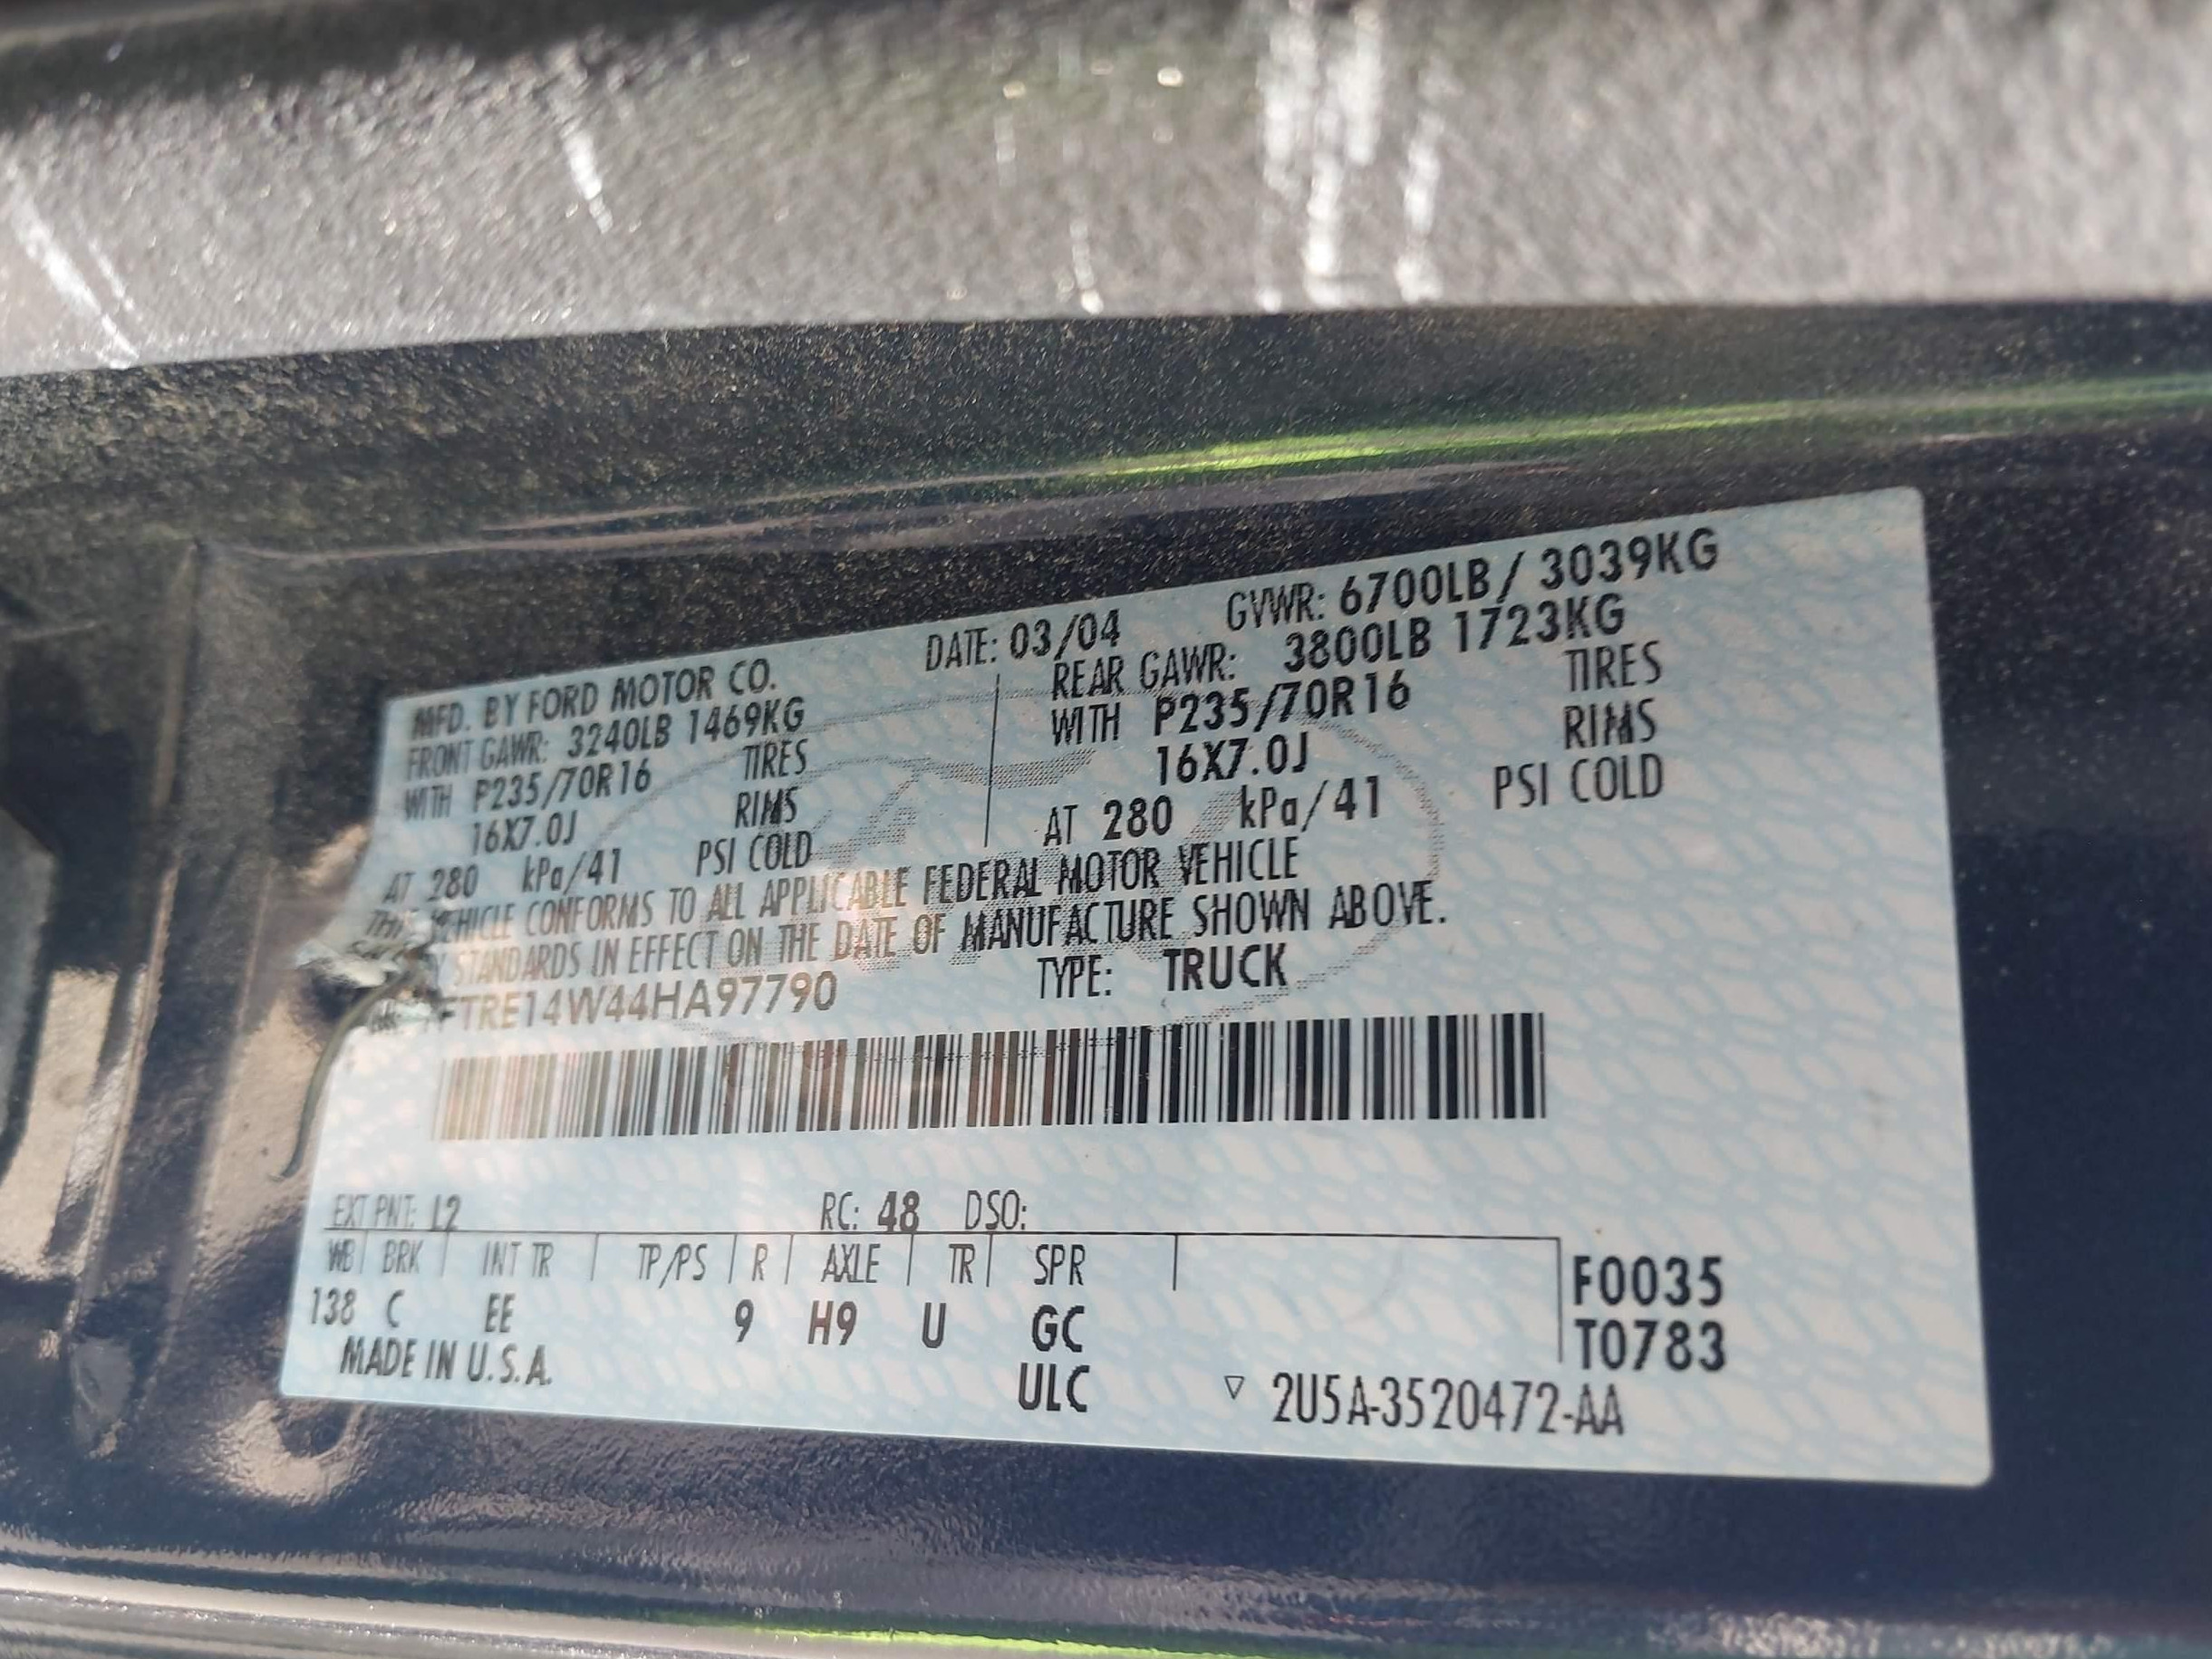 MFD. BY FORD MOTOR CO. DATE: 03/04 GVWR: 6700LB/ 3039KG
FRONT GAWR: 3240LB 1469KG REAR GAWR: 3800LB 1723KG
WITH P235/70R16 TIRES WITH P235/70R16 TIRES
16X7.0J RIMS 16X7.0J RIMS
AT 280 kPa/41 PSI COLD AT 280 kPa/41 PSI COLD
THIS VEHICLE CONFORMS TO ALL APPLICABLE FEDERAL MOTOR VEHICLE
STANDARDS IN EFFECT ON THE DATE OF MANUFACTURE SHOWN ABOVE.
FTRE14W44HA97790 TYPE: TRUCK
EXT PNT: L2 RC: 48 DSO:
WB BRK INT TR TP/PS R AXLE TR SPR
138 C EE 9 H9 U GC
F0035
T0783
MADE IN U.S.A. ULC ▽ 2U5A-3520472-AA